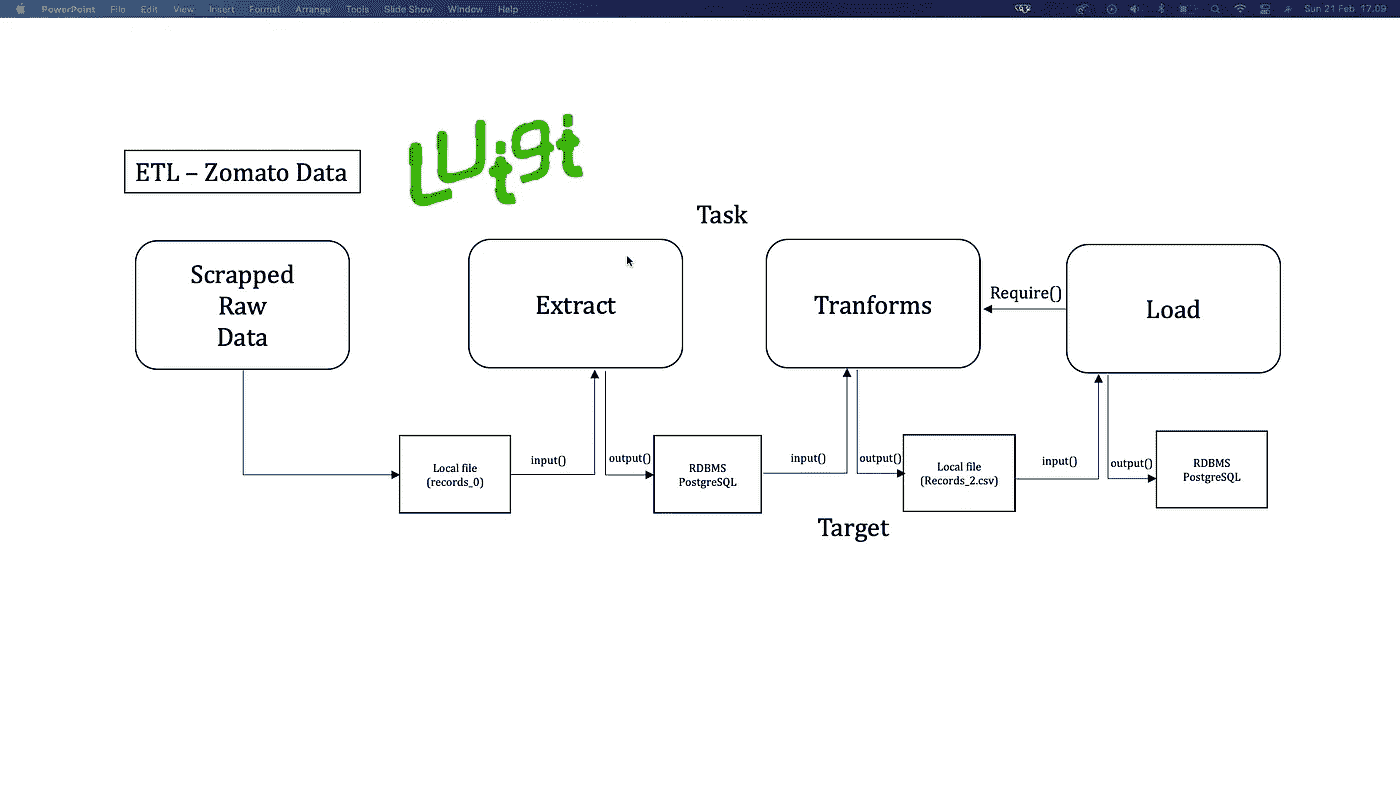 PowerPoint File Edit View Insert Format Arrange Tools Slide Show Window Help Sun 21 Feb 17.09
Luigi
ETL – Zomato Data
Task
Scrapped
Raw
Data
Extract
Tranforms
Require()
Load
Local file
(records_0)
input()
output()
RDBMS
PostgreSQL
input()
output()
Local file
(Records_2.csv)
input()
output()
RDBMS
PostgreSQL
Target